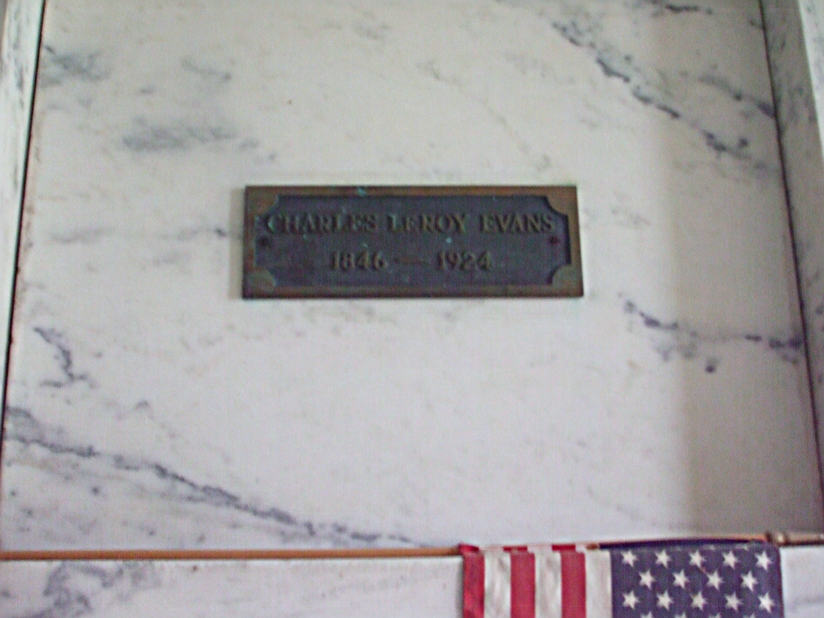 CHARLES LEROY EVANS
1846 — 1924